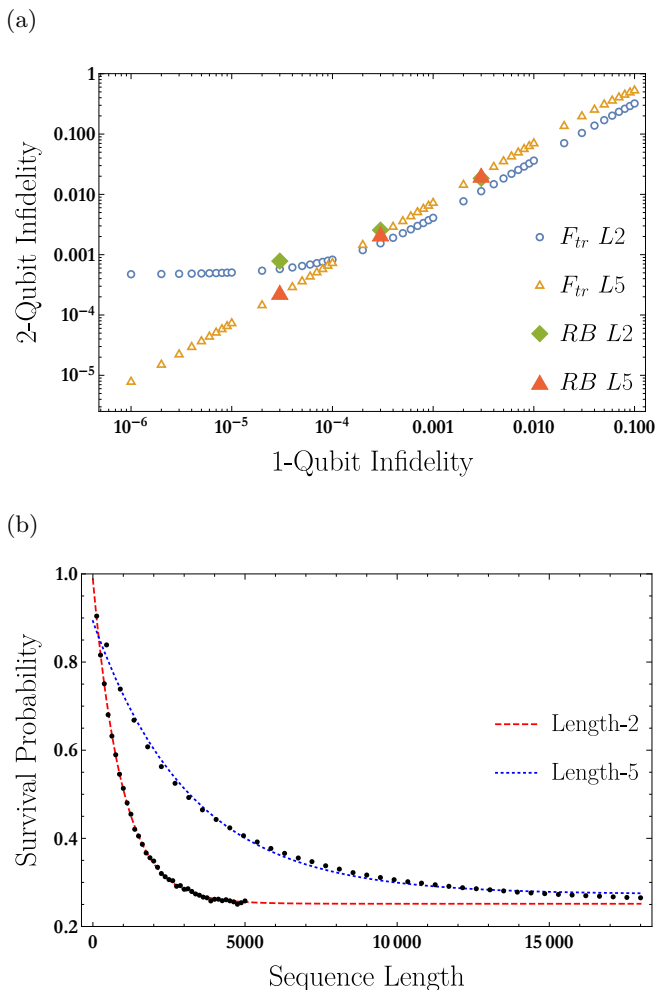 (a)
1
0.100
0.010
0.001
10⁻⁴
10⁻⁵
2-Qubit Infidelity
F_tr L2
F_tr L5
RB L2
RB L5
10⁻⁶ 10⁻⁵ 10⁻⁴ 0.001 0.010 0.100
1-Qubit Infidelity
(b)
1.0
0.8
0.6
0.4
0.2
Survival Probability
Length-2
Length-5
0 5000 10 000 15 000
Sequence Length